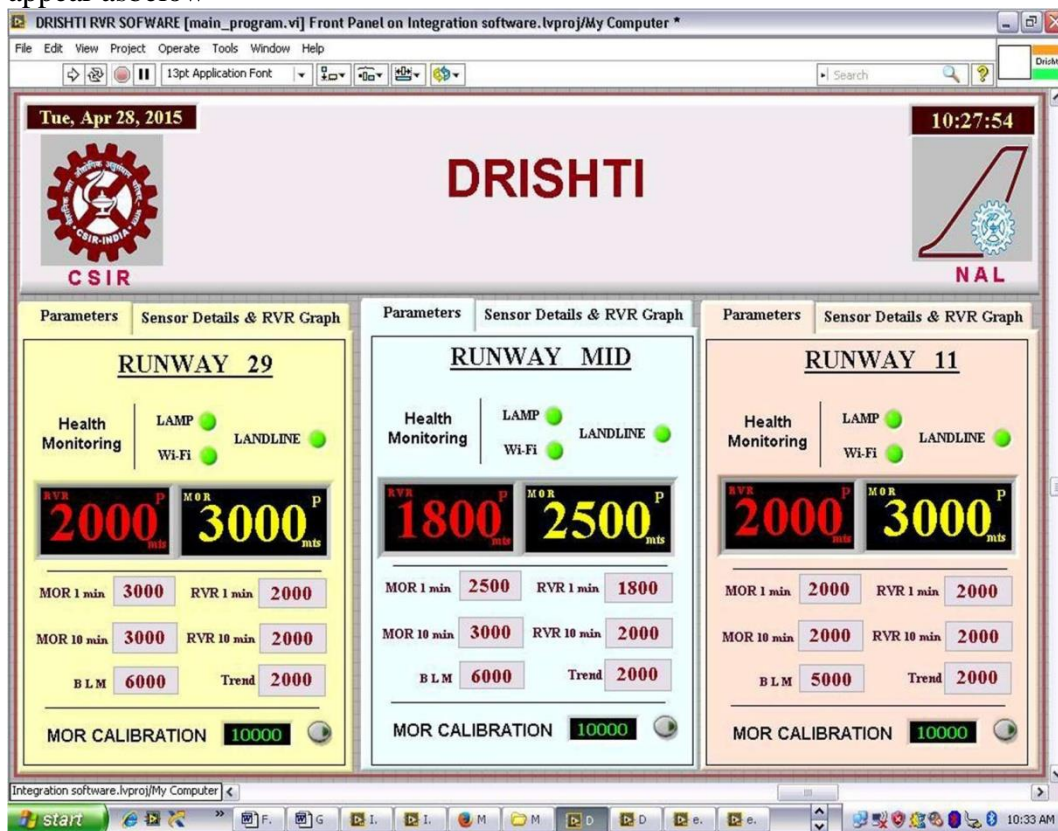 appear asbelow
DRISHTI RVR SOFWARE [main_program.vi] Front Panel on Integration software.lvproj/My Computer *
File Edit View Project Operate Tools Window Help
13pt Application Font
Search
Tue, Apr 28, 2015
10:27:54
DRISHTI
CSIR-INDIA
CSIR
NAL
Parameters
Sensor Details & RVR Graph
RUNWAY 29
Health Monitoring
LAMP
Wi-Fi
LANDLINE
RVR 2000 P mts
MOR 3000 P mts
MOR 1 min 3000 RVR 1 min 2000
MOR 10 min 3000 RVR 10 min 2000
BLM 6000 Trend 2000
MOR CALIBRATION 10000
Parameters
Sensor Details & RVR Graph
RUNWAY MID
Health Monitoring
LAMP
Wi-Fi
LANDLINE
RVR 1800 P mts
MOR 2500 P mts
MOR 1 min 2500 RVR 1 min 1800
MOR 10 min 3000 RVR 10 min 2000
BLM 6000 Trend 2000
MOR CALIBRATION 10000
Parameters
Sensor Details & RVR Graph
RUNWAY 11
Health Monitoring
LAMP
Wi-Fi
LANDLINE
RVR 2000 P mts
MOR 3000 P mts
MOR 1 min 2000 RVR 1 min 2000
MOR 10 min 2000 RVR 10 min 2000
BLM 5000 Trend 2000
MOR CALIBRATION 10000
Integration software.lvproj/My Computer
start
F. G I. I. M M D D e. e.
10:33 AM